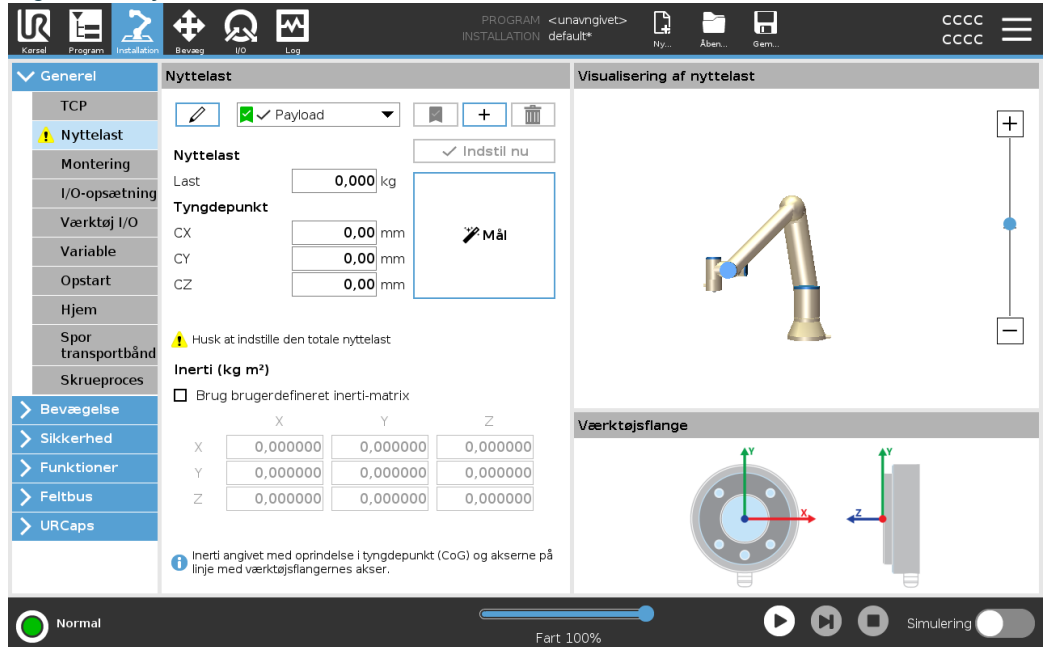 PROGRAM <unavngivet>
INSTALLATION default*
cccc
cccc
UR
Kørsel
Program
Installation
Bevæg
I/O
Log
Ny...
Åben...
Gem...
Generel
TCP
Nyttelast
Montering
I/O-opsætning
Værktøj I/O
Variable
Opstart
Hjem
Spor
transportbånd
Skrueproces
Bevægelse
Sikkerhed
Funktioner
Feltbus
URCaps
Nyttelast
Payload
Indstil nu
Nyttelast
Last 0,000 kg
Tyngdepunkt
CX 0,00 mm
CY 0,00 mm
CZ 0,00 mm
Mål
Husk at indstille den totale nyttelast
Inerti (kg m²)
Brug brugerdefineret inerti-matrix
X Y Z
X 0,000000 0,000000 0,000000
Y 0,000000 0,000000 0,000000
Z 0,000000 0,000000 0,000000
Inerti angivet med oprindelse i tyngdepunkt (CoG) og akserne på
linje med værktøjsflangernes akser.
Visualisering af nyttelast
Værktøjsflange
Y
X
Y
Z
Normal
Fart 100%
Simulering